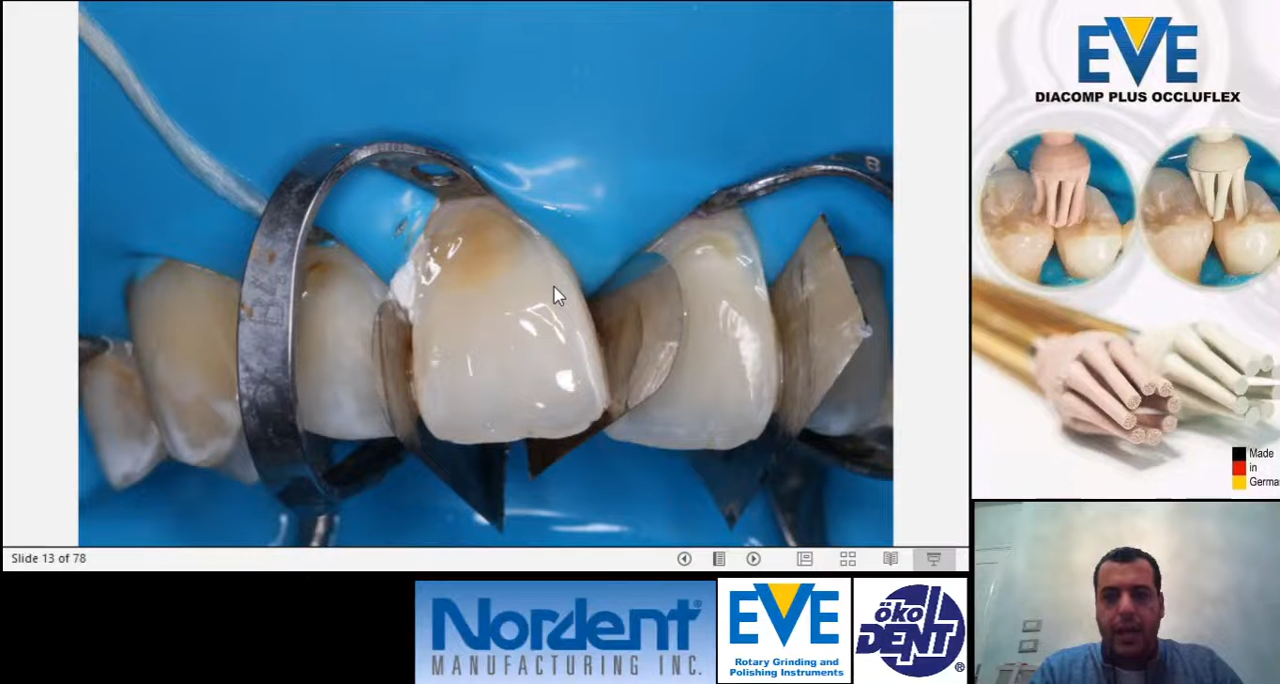 EVE
DIACOMP PLUS OCCLUFLEX
Made
in
Germa
Slide 13 of 78
Nordent®
MANUFACTURING INC.
EVE
Rotary Grinding and
Polishing Instruments
öko
DENT®